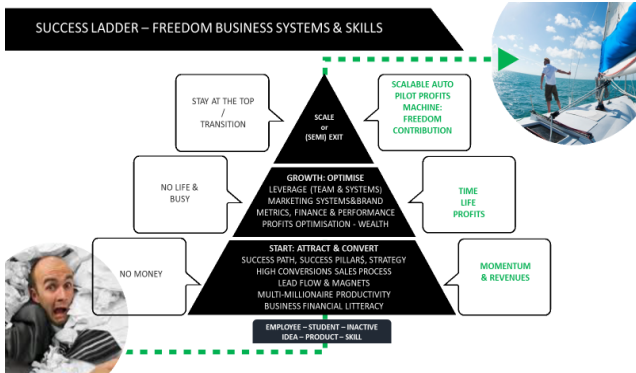 SUCCESS LADDER – FREEDOM BUSINESS SYSTEMS & SKILLS
STAY AT THE TOP
/
TRANSITION
SCALE
or
(SEMI) EXIT
SCALABLE AUTO
PILOT PROFITS
MACHINE:
FREEDOM
CONTRIBUTION
NO LIFE &
BUSY
GROWTH: OPTIMISE
LEVERAGE (TEAM & SYSTEMS)
MARKETING SYSTEMS&BRAND
METRICS, FINANCE & PERFORMANCE
PROFITS OPTIMISATION - WEALTH
TIME
LIFE
PROFITS
NO MONEY
START: ATTRACT & CONVERT
SUCCESS PATH, SUCCESS PILLAR$, STRATEGY
HIGH CONVERSIONS SALES PROCESS
LEAD FLOW & MAGNETS
MULTI-MILLIONAIRE PRODUCTIVITY
BUSINESS FINANCIAL LITTERACY
MOMENTUM
& REVENUES
EMPLOYEE – STUDENT – INACTIVE
IDEA – PRODUCT – SKILL